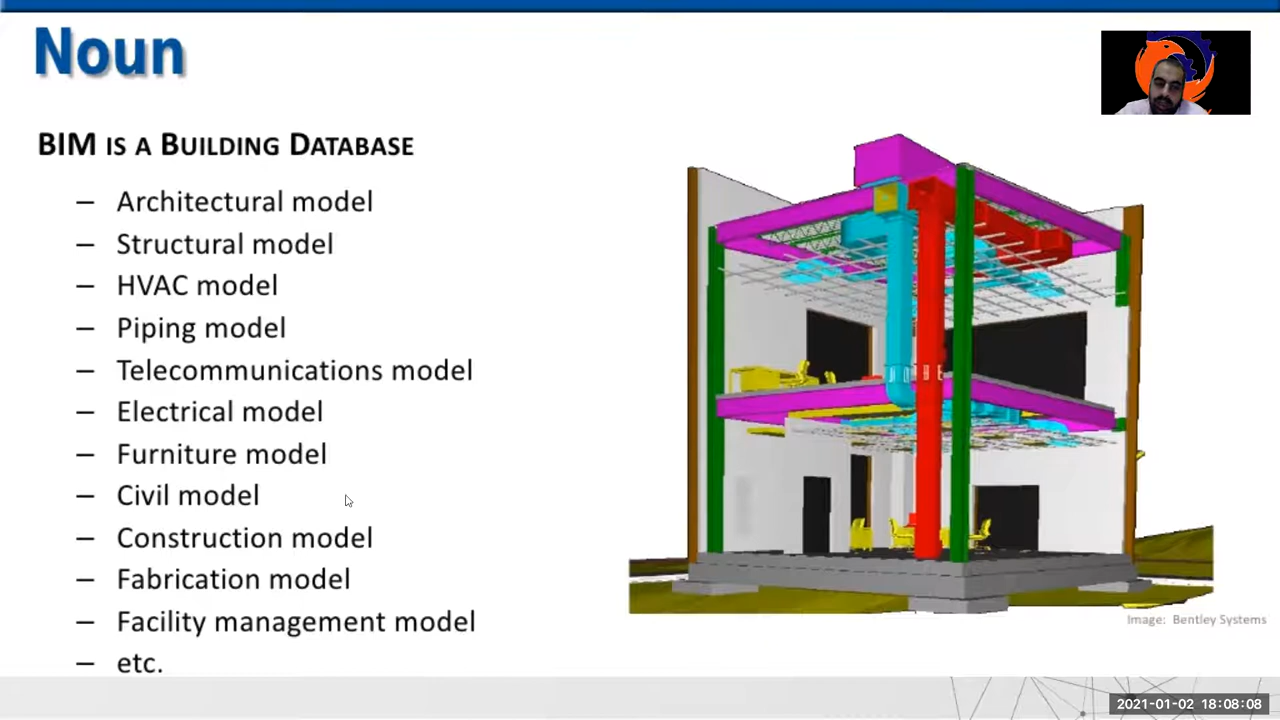 Noun
BIM IS A BUILDING DATABASE
– Architectural model
– Structural model
– HVAC model
– Piping model
– Telecommunications model
– Electrical model
– Furniture model
– Civil model
– Construction model
– Fabrication model
– Facility management model
– etc.
Image: Bentley Systems
2021-01-02 18:08:08